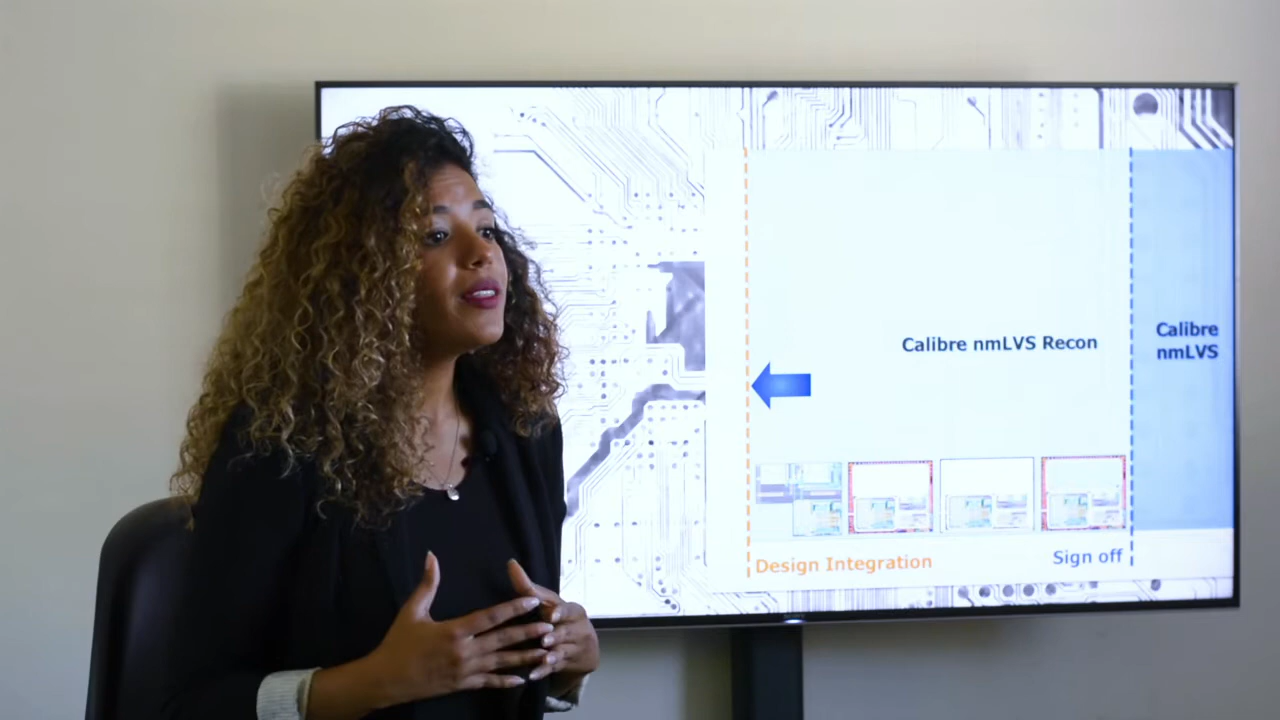 Calibre nmLVS Recon
Calibre
nmLVS
Design Integration
Sign off